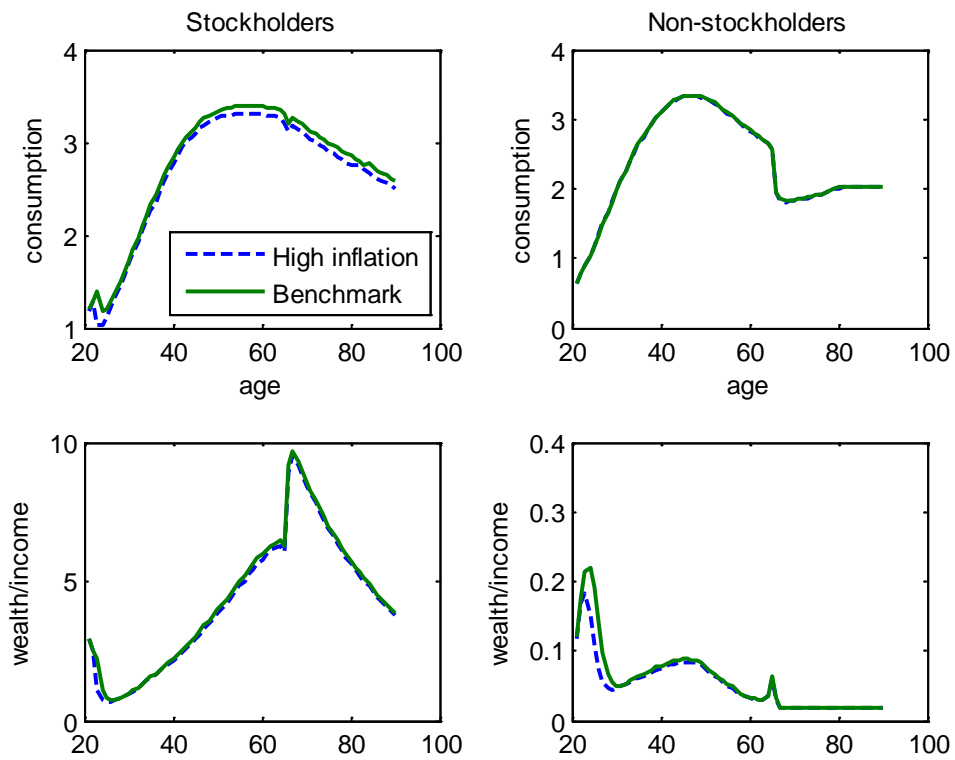 Stockholders
Non-stockholders
4
3
2
1
consumption
20 40 60 80 100
age
High inflation
Benchmark
4
3
2
1
0
consumption
20 40 60 80 100
age
10
5
0
wealth/income
20 40 60 80 100
0.4
0.3
0.2
0.1
0
wealth/income
20 40 60 80 100